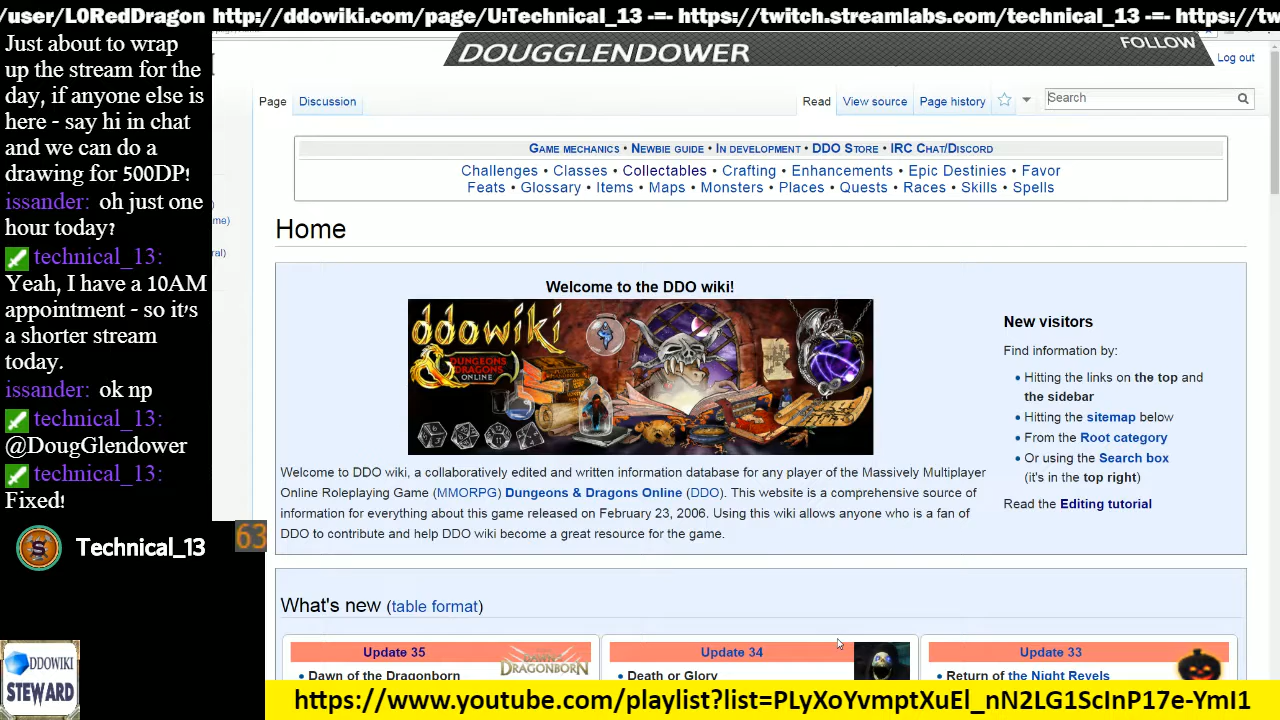 /user/L0RedDragon http://ddowiki.com/page/U:Technical_13 -=- https://twitch.streamlabs.com/technical_13 -=- https://tw
Just about to wrap
up the stream for the
day, if anyone else is
here - say hi in chat
and we can do a
drawing for 500DP!
issander: oh just one
hour today?
technical_13:
Yeah, I have a 10AM
appointment - so it's
a shorter stream
today.
issander: ok np
technical_13:
@DougGlendower
technical_13:
Fixed!
Technical_13
63
DDOWIKI
STEWARD
DOUGGLENDOWER
FOLLOW
Log out
Page Discussion
Read View source Page history
Search
me)
ral)
Game mechanics • Newbie guide • In development • DDO Store • IRC Chat/Discord
Challenges • Classes • Collectables • Crafting • Enhancements • Epic Destinies • Favor
Feats • Glossary • Items • Maps • Monsters • Places • Quests • Races • Skills • Spells
Home
Welcome to the DDO wiki!
ddowiki
DUNGEONS
DRAGONS
ONLINE
Welcome to DDO wiki, a collaboratively edited and written information database for any player of the Massively Multiplayer
Online Roleplaying Game (MMORPG) Dungeons & Dragons Online (DDO). This website is a comprehensive source of
information for everything about this game released on February 23, 2006. Using this wiki allows anyone who is a fan of
DDO to contribute and help DDO wiki become a great resource for the game.
New visitors
Find information by:
• Hitting the links on the top and
the sidebar
• Hitting the sitemap below
• From the Root category
• Or using the Search box
(it's in the top right)
Read the Editing tutorial
What's new (table format)
Update 35
DRAGONBORN
• Dawn of the Dragonborn
Update 34
• Death or Glory
Update 33
• Return of the Night Revels
https://www.youtube.com/playlist?list=PLyXoYvmptXuEl_nN2LG1ScInP17e-YmI1